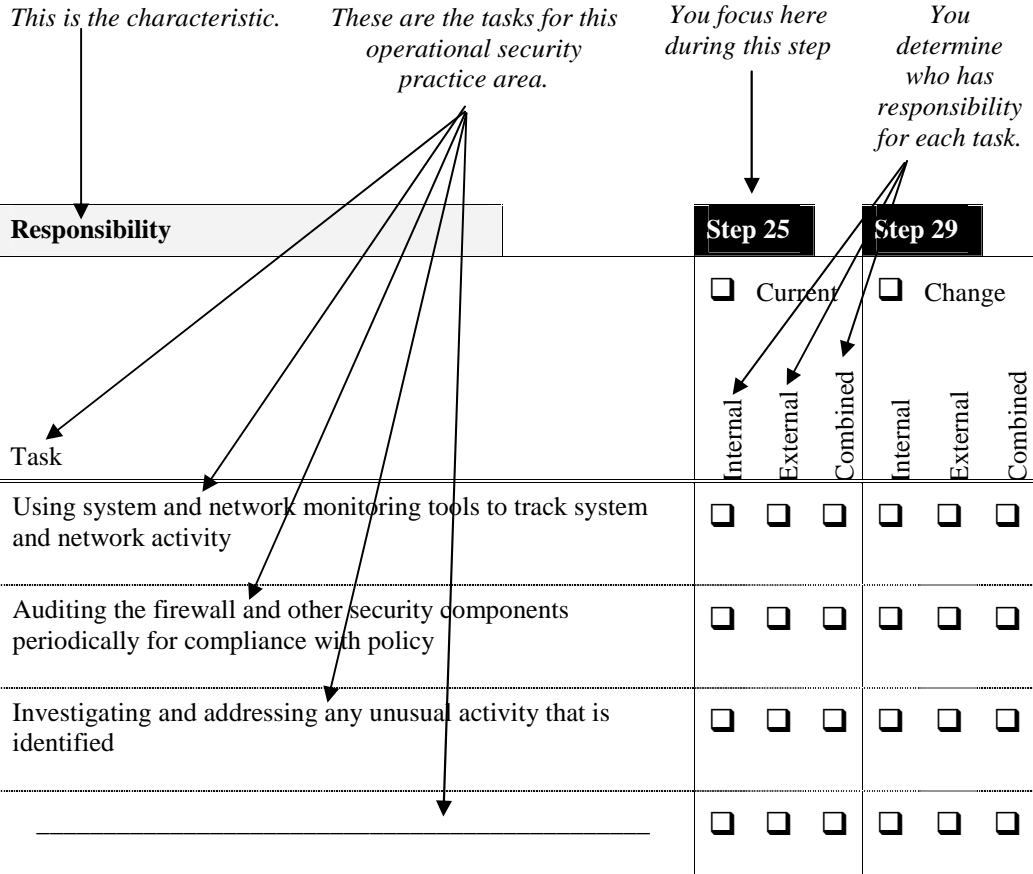 This is the characteristic.
These are the tasks for this
operational security
practice area.
You focus here
during this step
You
determine
who has
responsibility
for each task.
Responsibility
Step 25
Step 29
❑ Current
❑ Change
Task
Internal
External
Combined
Internal
External
Combined
Using system and network monitoring tools to track system
and network activity
❑ ❑ ❑ ❑ ❑ ❑
Auditing the firewall and other security components
periodically for compliance with policy
❑ ❑ ❑ ❑ ❑ ❑
Investigating and addressing any unusual activity that is
identified
❑ ❑ ❑ ❑ ❑ ❑
_______________________________________________
❑ ❑ ❑ ❑ ❑ ❑